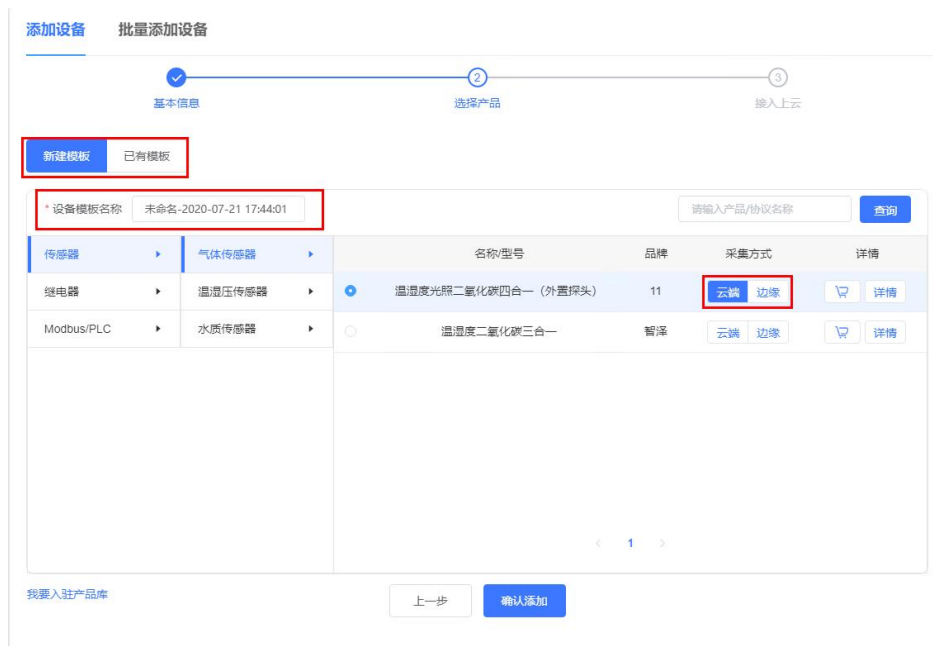 添加设备 批量添加设备
2 3
基本信息 选择产品 接入上云
新建模板 已有模板
* 设备模板名称 未命名-2020-07-21 17:44:01 请输入产品/协议名称 查询
传感器 气体传感器 名称/型号 品牌 采集方式 详情
继电器 温湿压传感器 温湿度光照二氧化碳四合一（外置探头） 11 云端 边缘 详情
Modbus/PLC 水质传感器 温湿度二氧化碳三合一 智泽 云端 边缘 详情
< 1 >
我要入驻产品库 上一步 确认添加